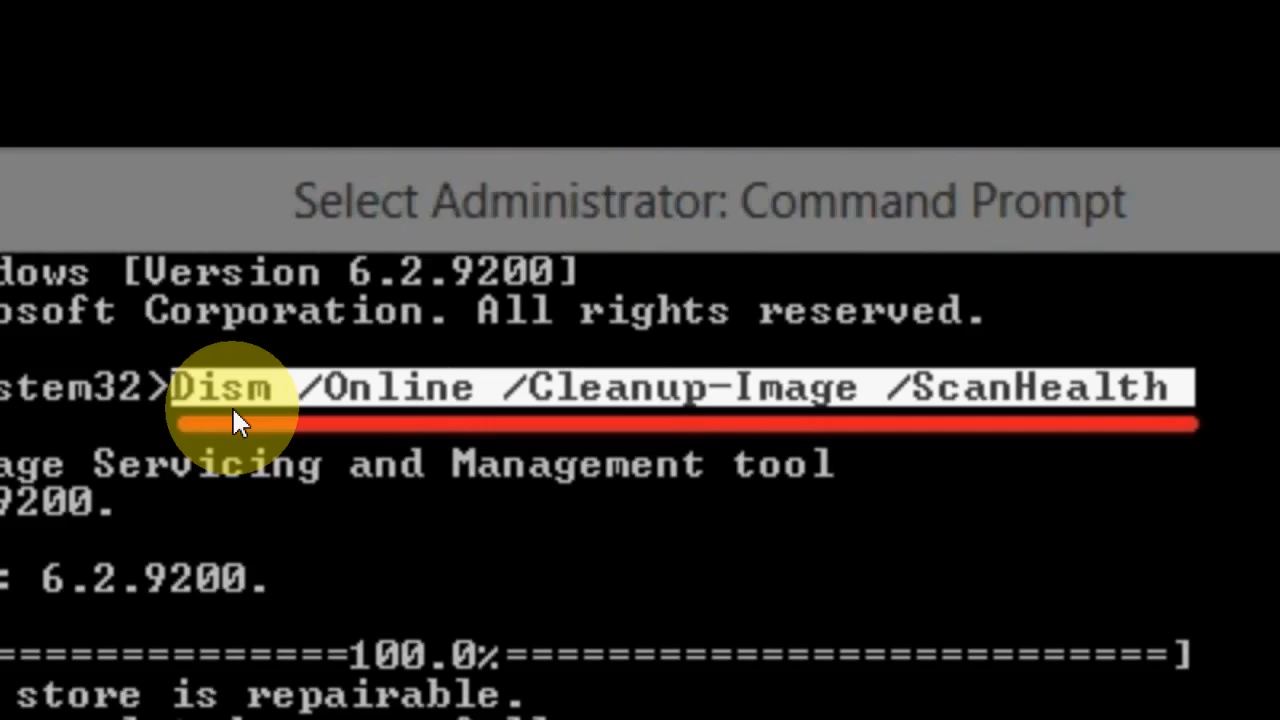 Select Administrator: Command Prompt
dows [Version 6.2.9200]
osoft Corporation. All rights reserved.
stem32>Dism /Online /Cleanup-Image /ScanHealth
age Servicing and Management tool
9200.
: 6.2.9200.
==============100.0%==========================]
store is repairable.